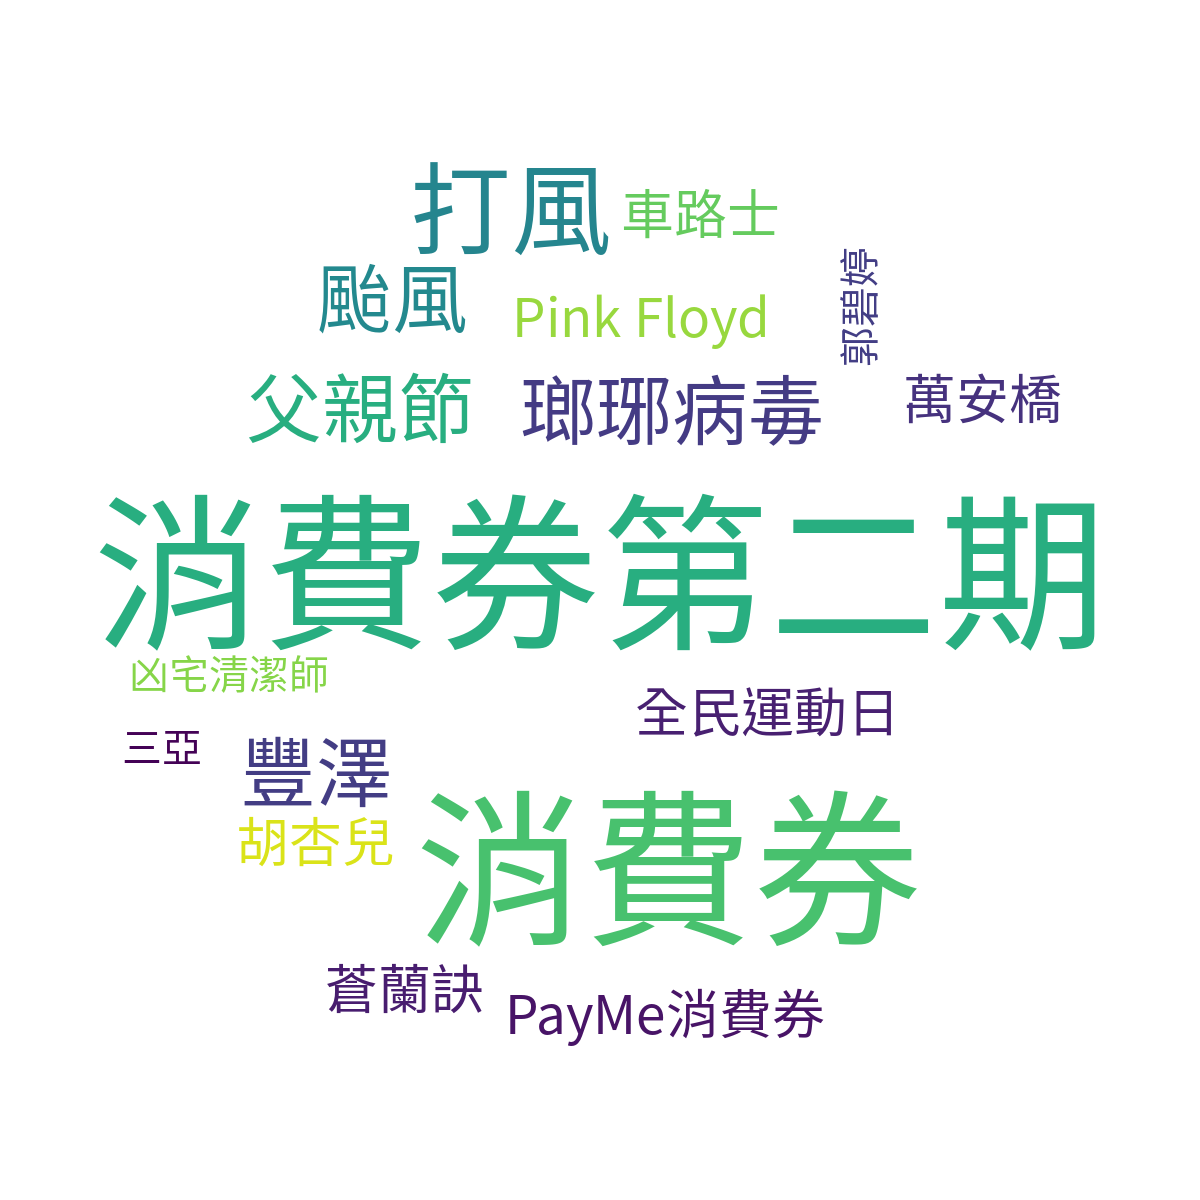 打風
車路士
颱風
Pink Floyd
郭碧婷
父親節
瑯琊病毒
萬安橋
消費券第二期
凶宅清潔師
全民運動日
三亞
豐澤
胡杏兒
消費券
蒼蘭訣
PayMe消費券